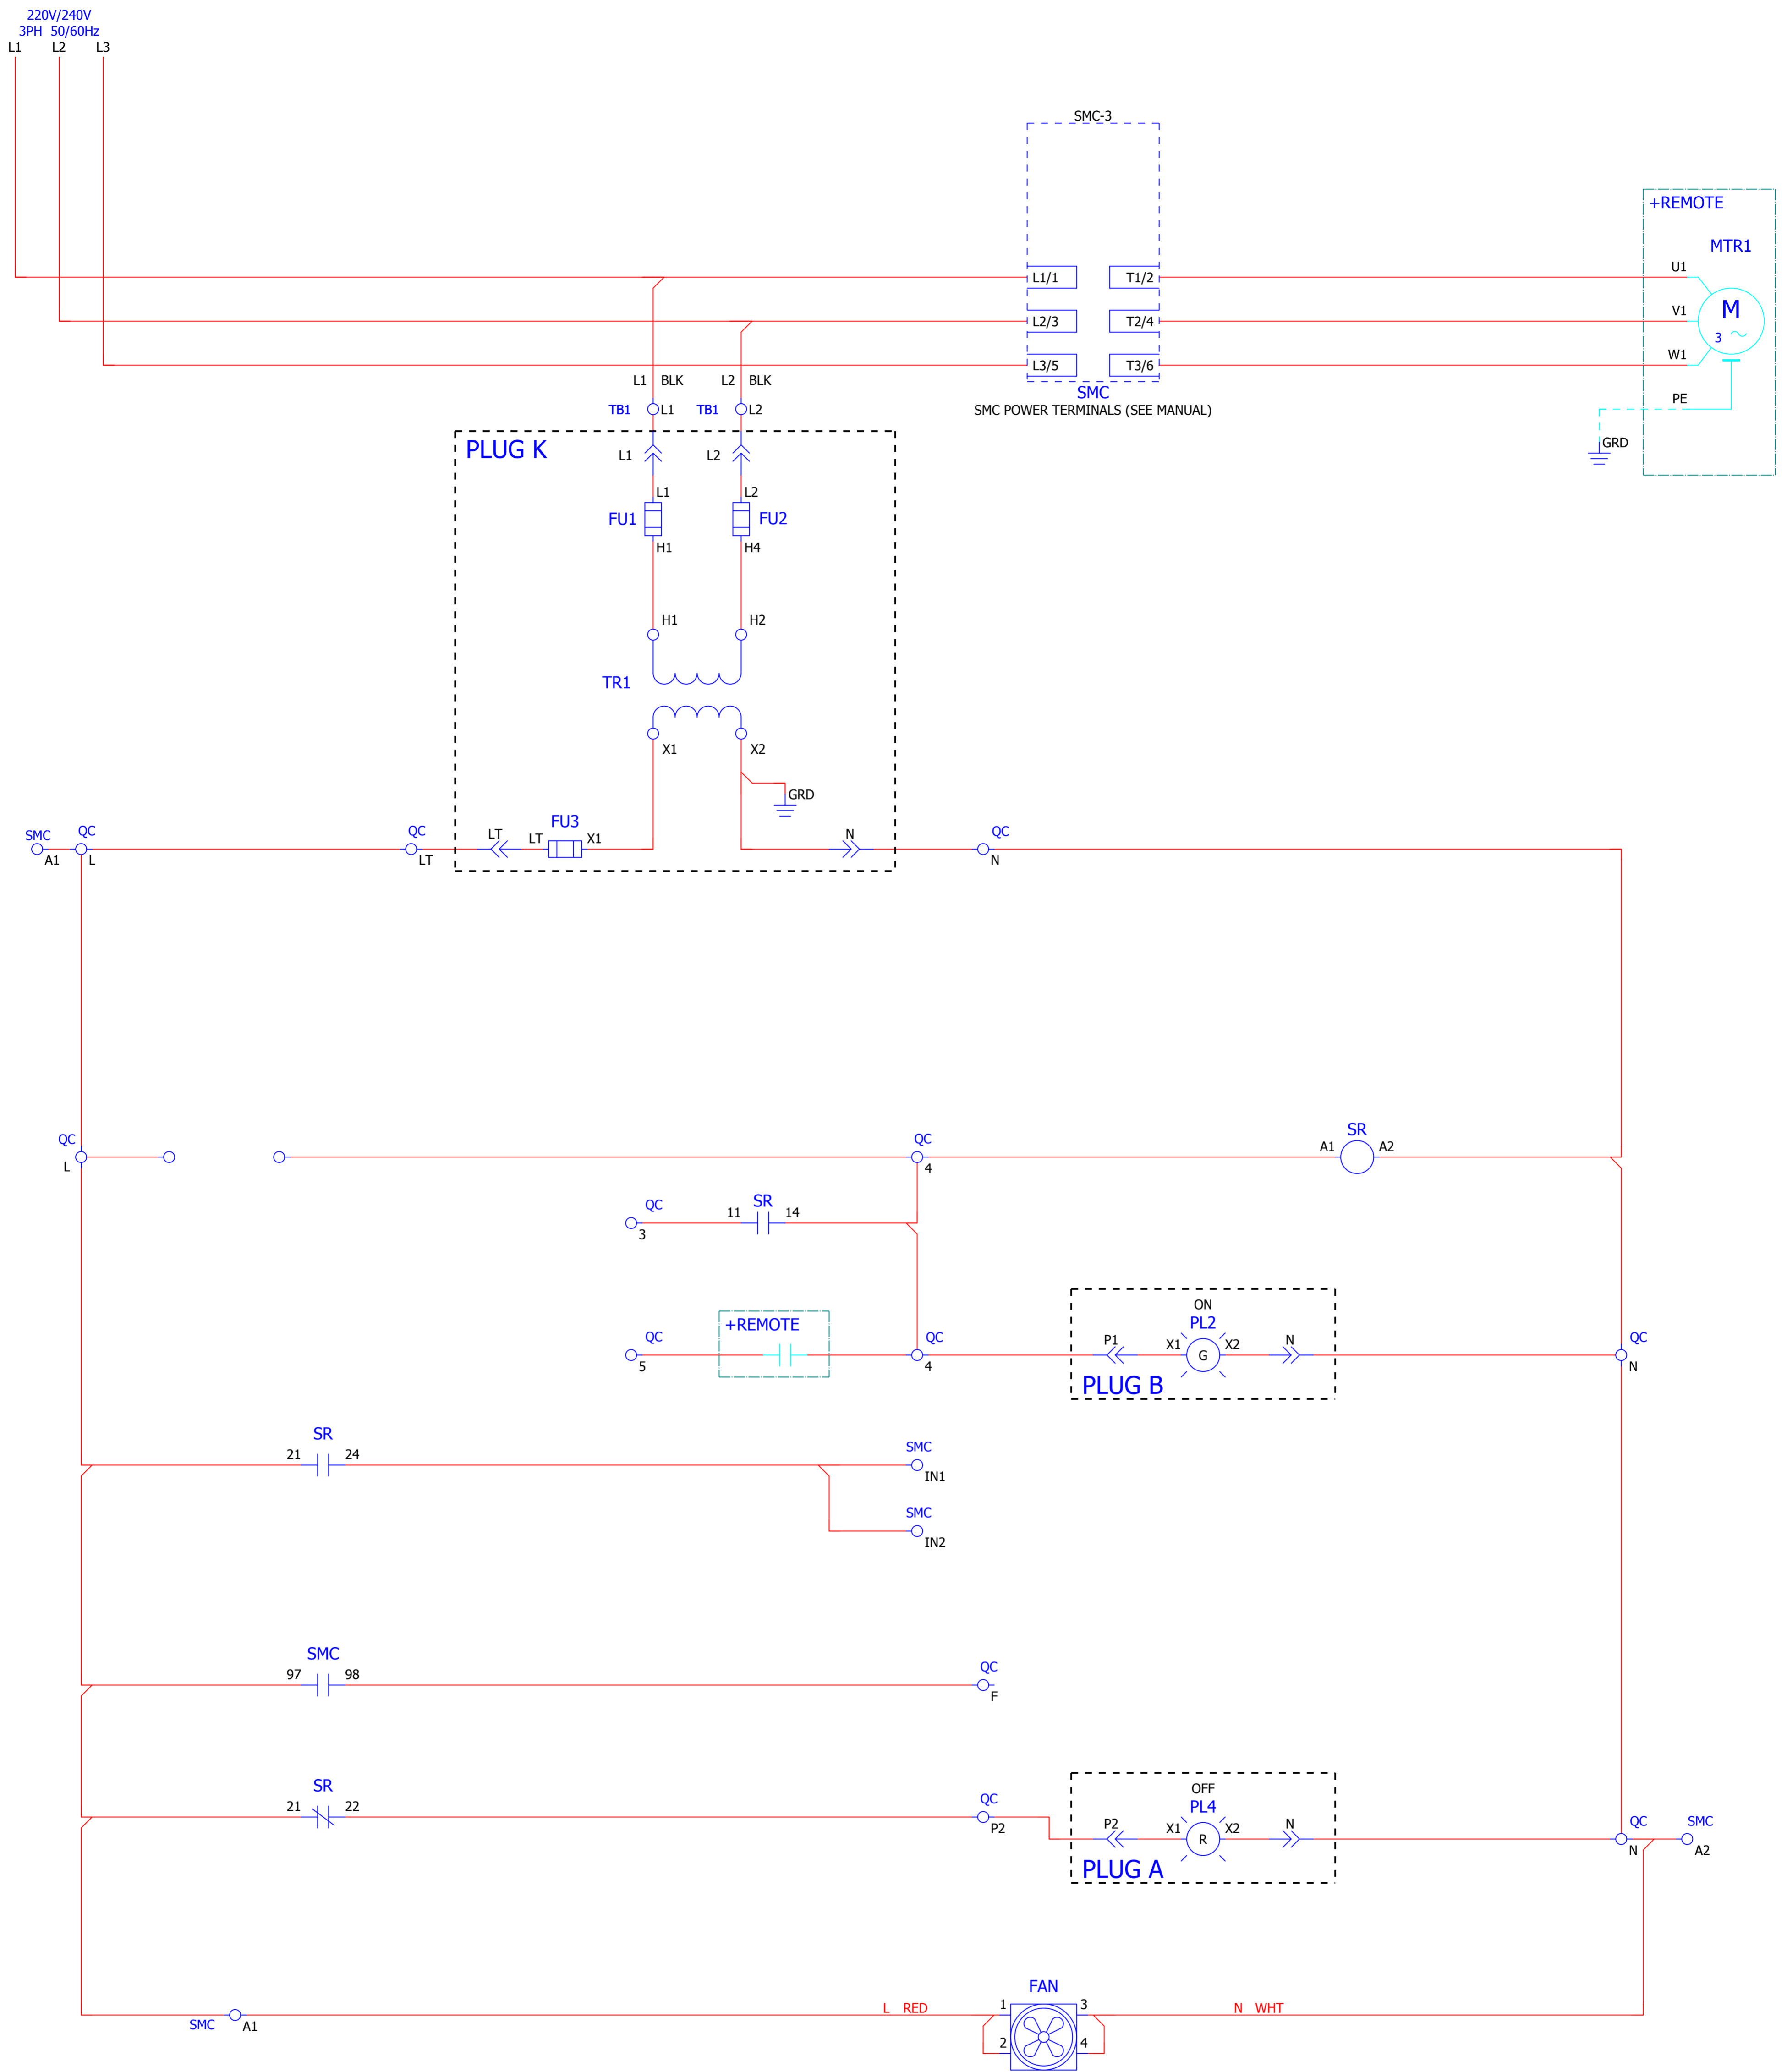 220V/240V
3PH 50/60Hz
L1 L2 L3
SMC-3
+REMOTE
MTR1
L1/1 T1/2 U1
L2/3 T2/4 V1
M
3
L3/5 T3/6 W1
L1 BLK L2 BLK
SMC
PE
TB1 L1 TB1 L2
SMC POWER TERMINALS (SEE MANUAL)
GRD
PLUG K
L1 L2
L1 L2
FU1 FU2
H1 H4
H1 H2
TR1
X1 X2
GRD
FU3
SMC QC QC LT LT X1 N QC
A1 L LT N
QC QC SR
A1 A2
L 4
QC 11 SR 14
3
ON
+REMOTE PL2
QC QC P1 X1 X2 N QC
G
5 4 N
PLUG B
SR
21 24 SMC
IN1
SMC
IN2
SMC
97 98 QC
F
SR OFF
21 22 QC PL4
P2 P2 X1 X2 N QC SMC
R
N A2
PLUG A
FAN
L RED 1 3 N WHT
SMC A1
2 4